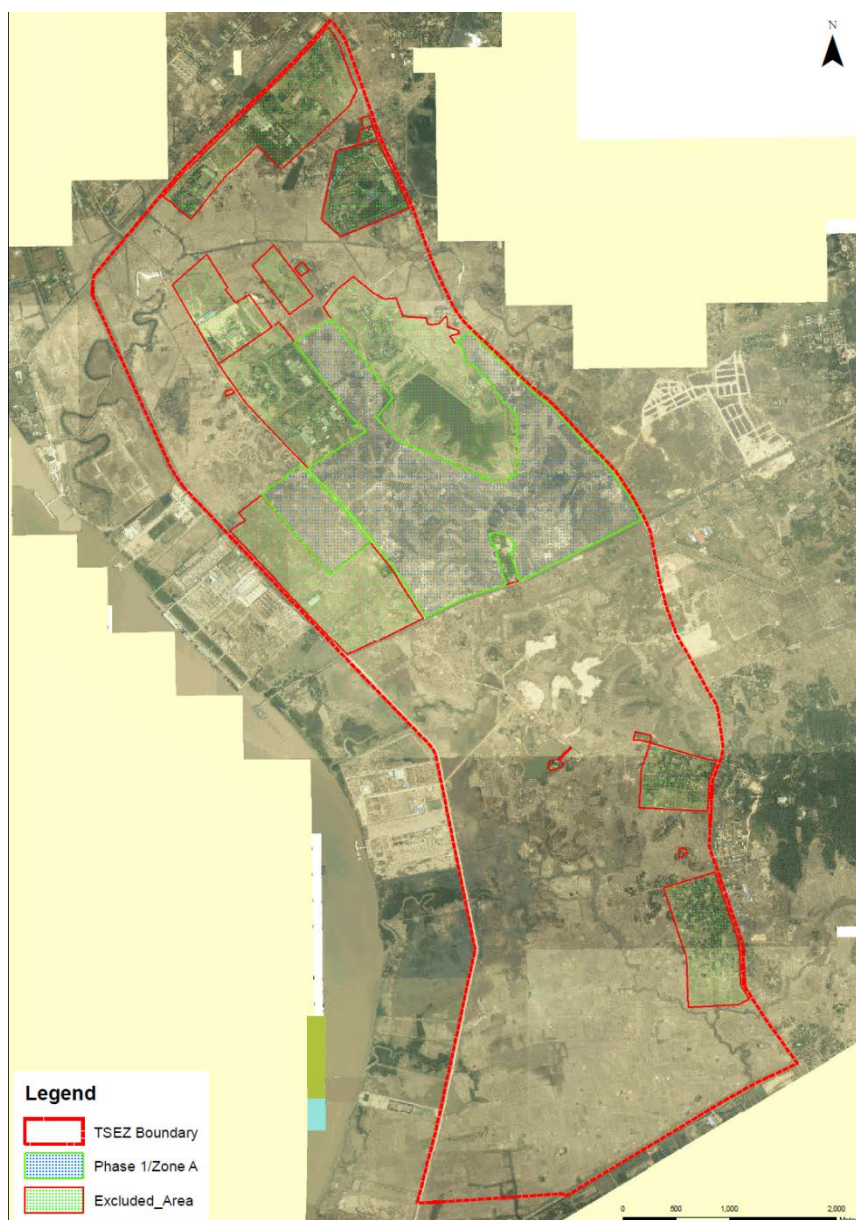 N
Legend
TSEZ Boundary
Phase 1/Zone A
Excluded_Area
0 500 1,000 2,000